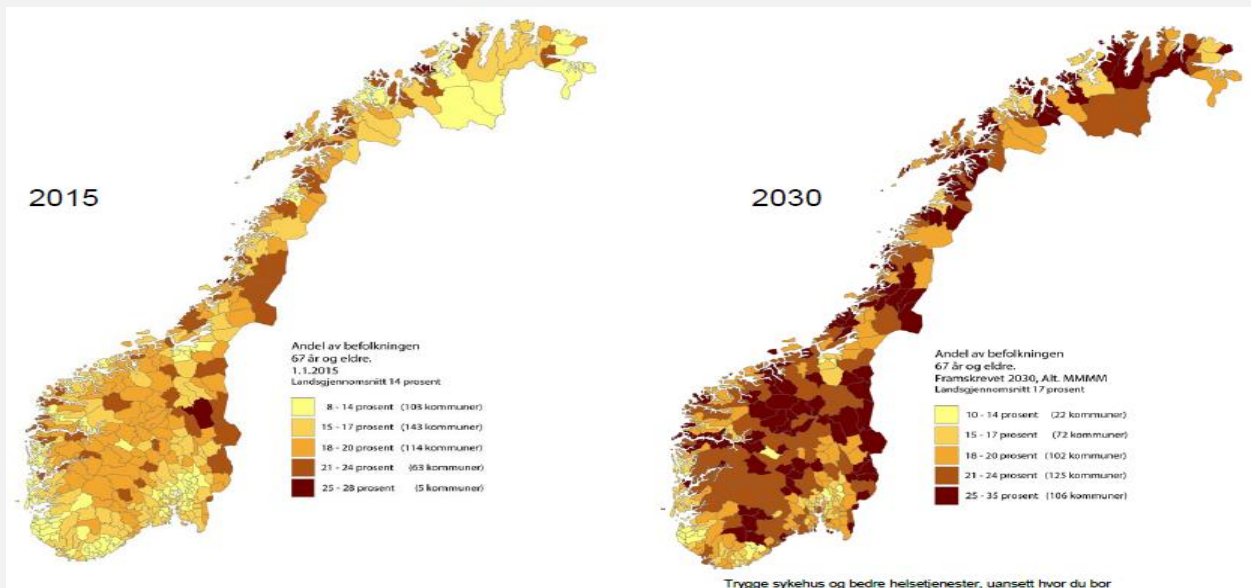 2015
Andel av befolkningen
67 år og eldre.
1.1.2015
Landsgjennomsnitt 14 prosent
8 - 14 prosent (103 kommuner)
15 - 17 prosent (143 kommuner)
18 - 20 prosent (114 kommuner)
21 - 24 prosent (63 kommuner)
25 - 28 prosent (5 kommuner)
2030
Andel av befolkningen
67 år og eldre.
Framskrevet 2030, Alt. MMMM
Landsgjennomsnitt 17 prosent
10 - 14 prosent (22 kommuner)
15 - 17 prosent (72 kommuner)
18 - 20 prosent (102 kommuner)
21 - 24 prosent (125 kommuner)
25 - 35 prosent (106 kommuner)
Trygge sykehus og bedre helsetjenester, uansett hvor du bor